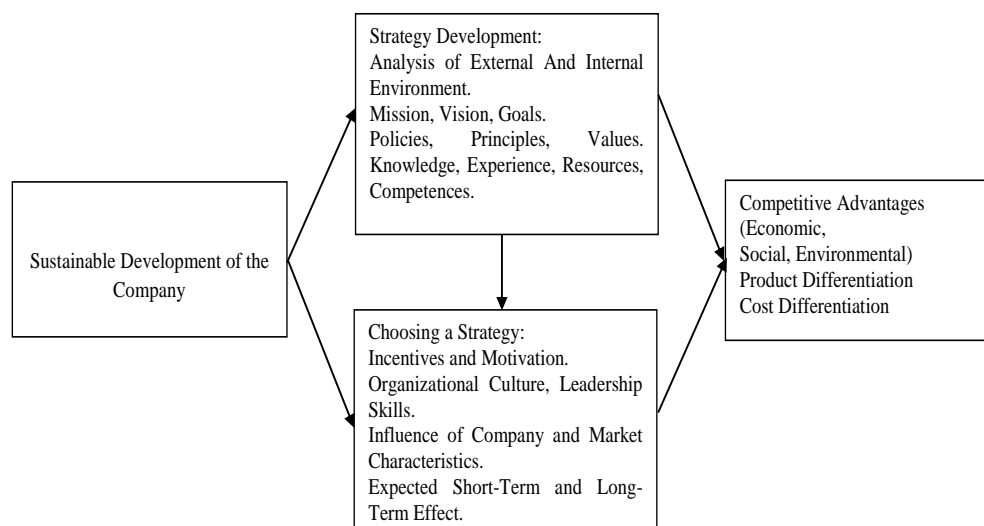 Strategy Development:
Analysis of External And Internal
Environment.
Mission, Vision, Goals.
Policies, Principles, Values.
Knowledge, Experience, Resources,
Competences.
Sustainable Development of the
Company
Competitive Advantages
(Economic,
Social, Environmental)
Product Differentiation
Cost Differentiation
Choosing a Strategy:
Incentives and Motivation.
Organizational Culture, Leadership
Skills.
Influence of Company and Market
Characteristics.
Expected Short-Term and Long-
Term Effect.